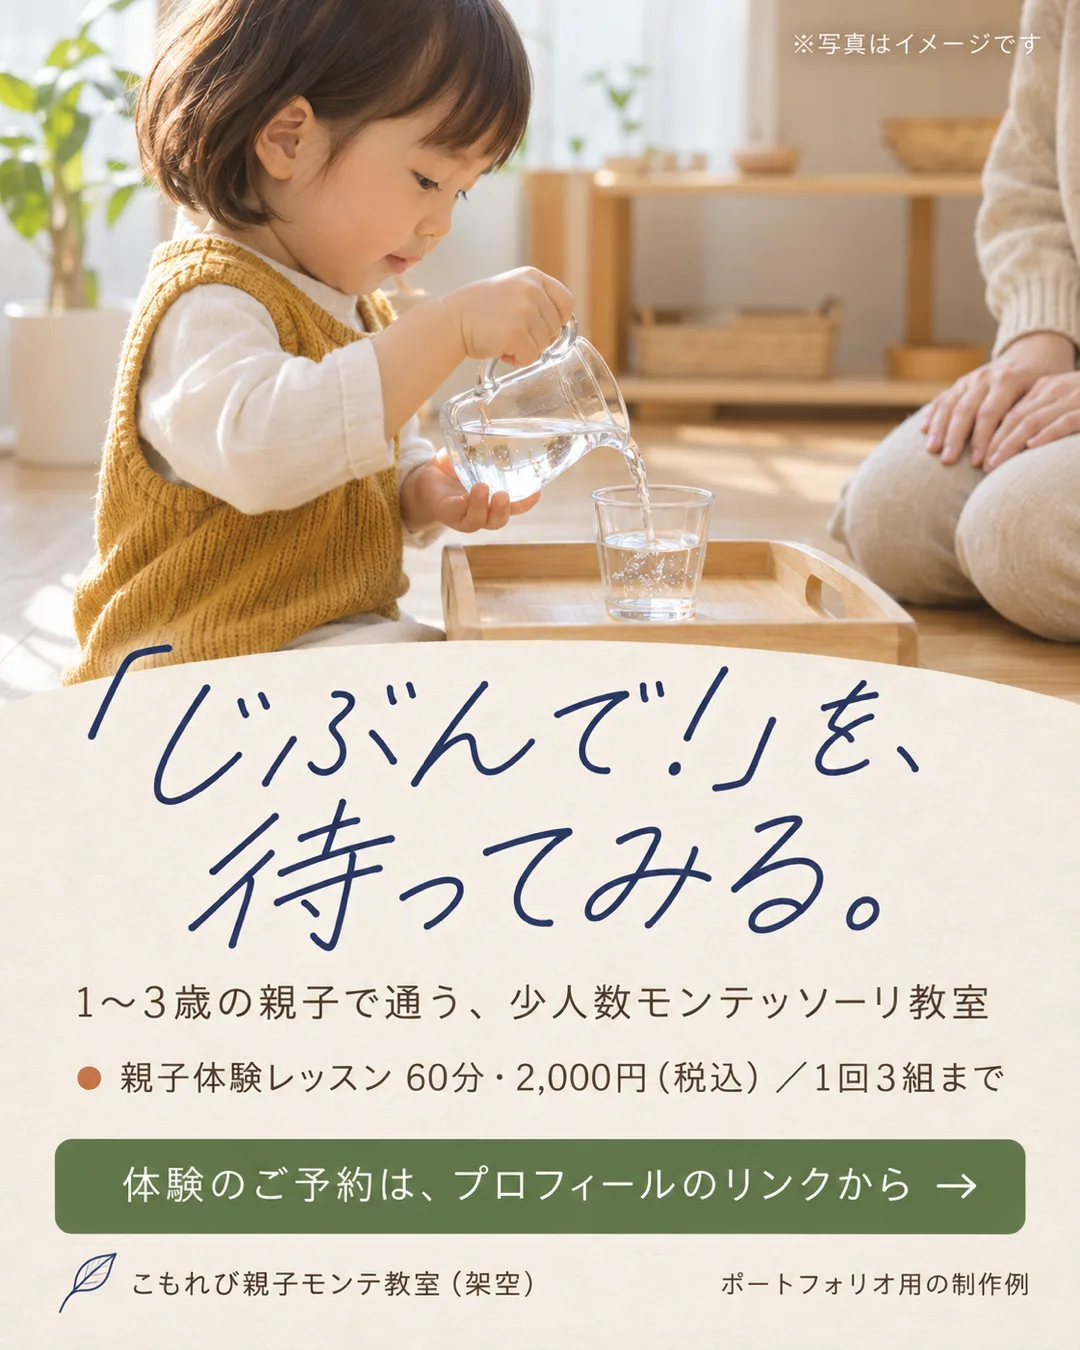 ※写真はイメージです
「じぶんで!」を、
待ってみる。
1〜3歳の親子で通う、少人数モンテッソーリ教室
親子体験レッスン 60分・2,000円(税込)／1回3組まで
体験のご予約は、プロフィールのリンクから →
こもれび親子モンテ教室(架空)
ポートフォリオ用の制作例